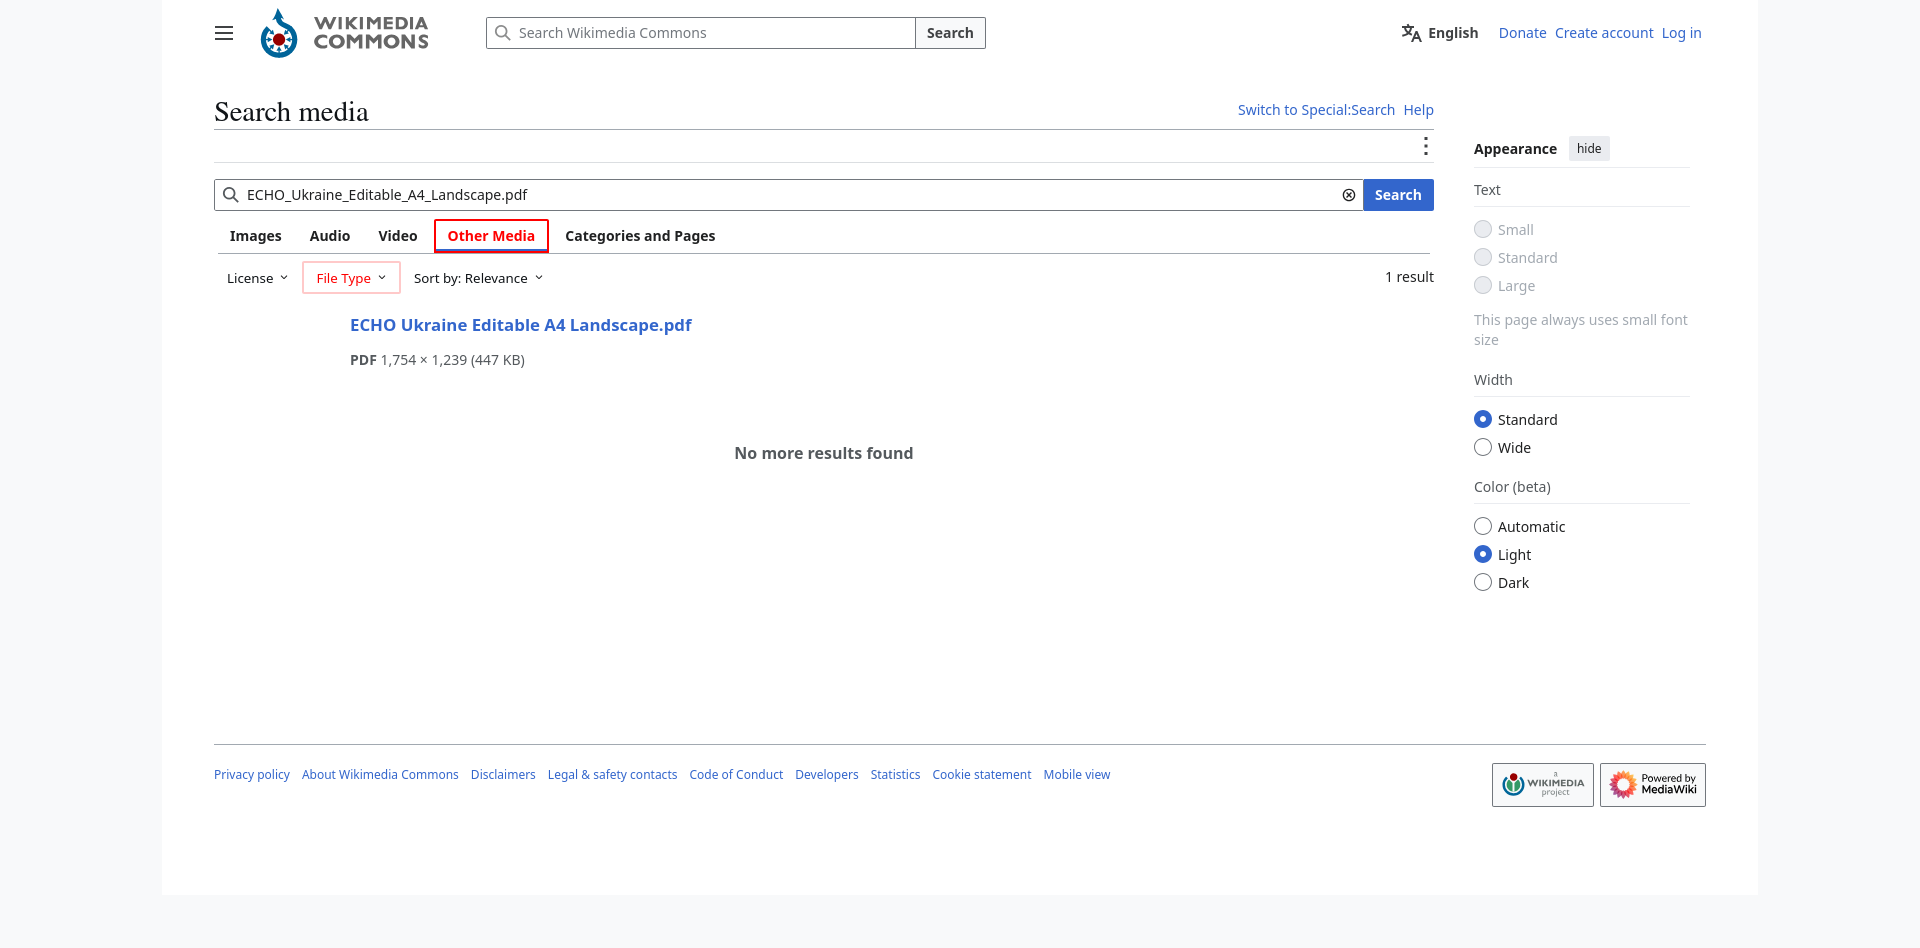 WIKIMEDIA COMMONS
Search Wikimedia Commons Search
English Donate Create account Log in
Search media
Switch to Special:Search Help
ECHO_Ukraine_Editable_A4_Landscape.pdf Search
Images Audio Video Other Media Categories and Pages
License File Type Sort by: Relevance 1 result
ECHO Ukraine Editable A4 Landscape.pdf
PDF 1,754 × 1,239 (447 KB)
No more results found
Appearance hide
Text
Small
Standard
Large
This page always uses small font
size
Width
Standard
Wide
Color (beta)
Automatic
Light
Dark
Privacy policy About Wikimedia Commons Disclaimers Legal & safety contacts Code of Conduct Developers Statistics Cookie statement Mobile view
a
WIKIMEDIA
project
Powered by
MediaWiki